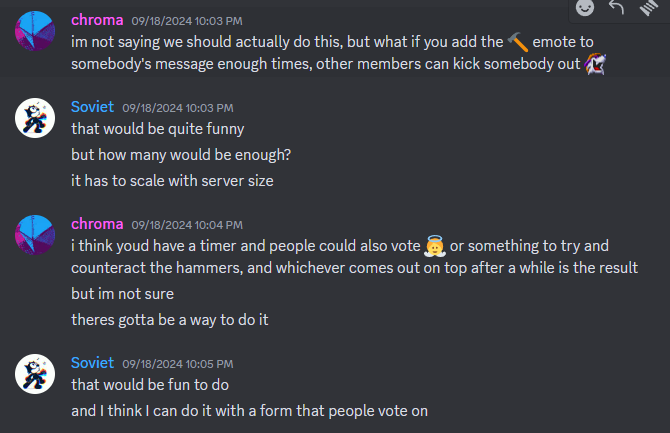 chroma 09/18/2024 10:03 PM
im not saying we should actually do this, but what if you add the 🔨 emote to
somebody's message enough times, other members can kick somebody out
Soviet 09/18/2024 10:03 PM
that would be quite funny
but how many would be enough?
it has to scale with server size
chroma 09/18/2024 10:04 PM
i think youd have a timer and people could also vote 😇 or something to try and
counteract the hammers, and whichever comes out on top after a while is the result
but im not sure
theres gotta be a way to do it
Soviet 09/18/2024 10:05 PM
that would be fun to do
and I think I can do it with a form that people vote on